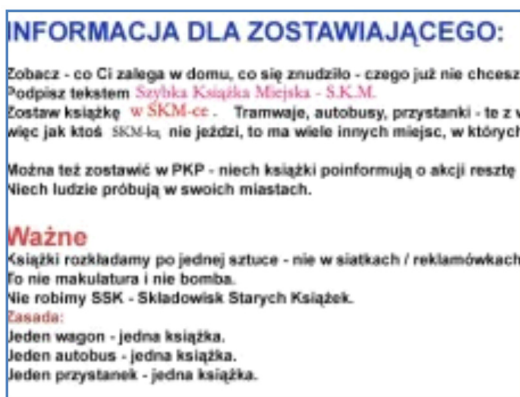 INFORMACJA DLA ZOSTAWIAJĄCEGO:
Zobacz - co Ci zalega w domu, co się znudziło - czego już nie chcesz
Podpisz tekstem Szybka Książka Miejska - S.K.M.
Zostaw książkę w SKM-ce . Tramwaje, autobusy, przystanki - te z
więc jak ktoś SKM-ką nie jeździ, to ma wiele innych miejsc, w których
Można też zostawić w PKP - niech książki poinformują o akcji resztę
Niech ludzie próbują w swoich miastach.
Ważne
Książki rozkładamy po jednej sztuce - nie w siatkach / reklamówkach
To nie makulatura i nie bomba.
Nie robimy SSK - Składowisk Starych Książek.
Zasada:
Jeden wagon - jedna książka.
Jeden autobus - jedna książka.
Jeden przystanek - jedna książka.